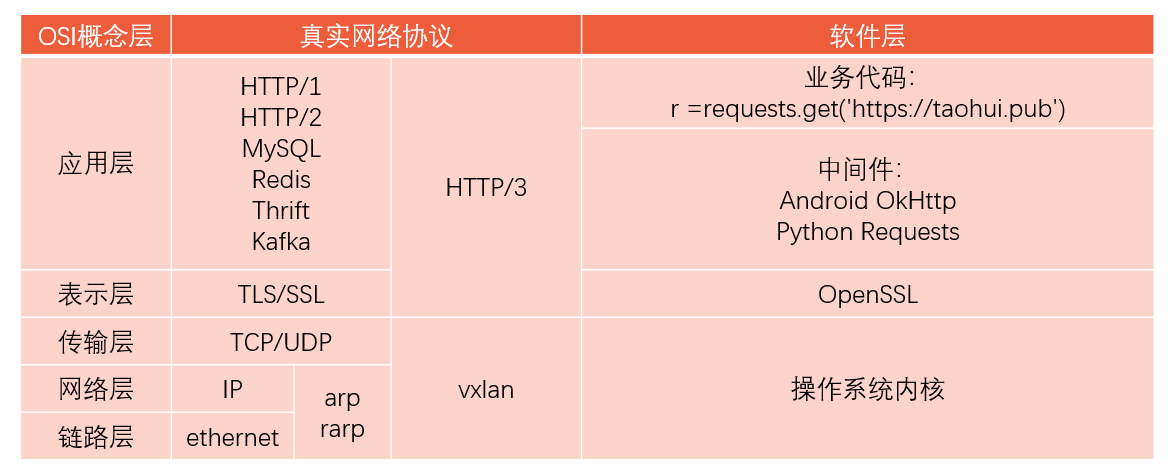 OSI概念层
真实网络协议
软件层
应用层
HTTP/1
HTTP/2
MySQL
Redis
Thrift
Kafka
HTTP/3
业务代码：
r =requests.get('https://taohui.pub')
中间件：
Android OkHttp
Python Requests
表示层
TLS/SSL
OpenSSL
传输层
TCP/UDP
vxlan
操作系统内核
网络层
IP
arp
rarp
链路层
ethernet